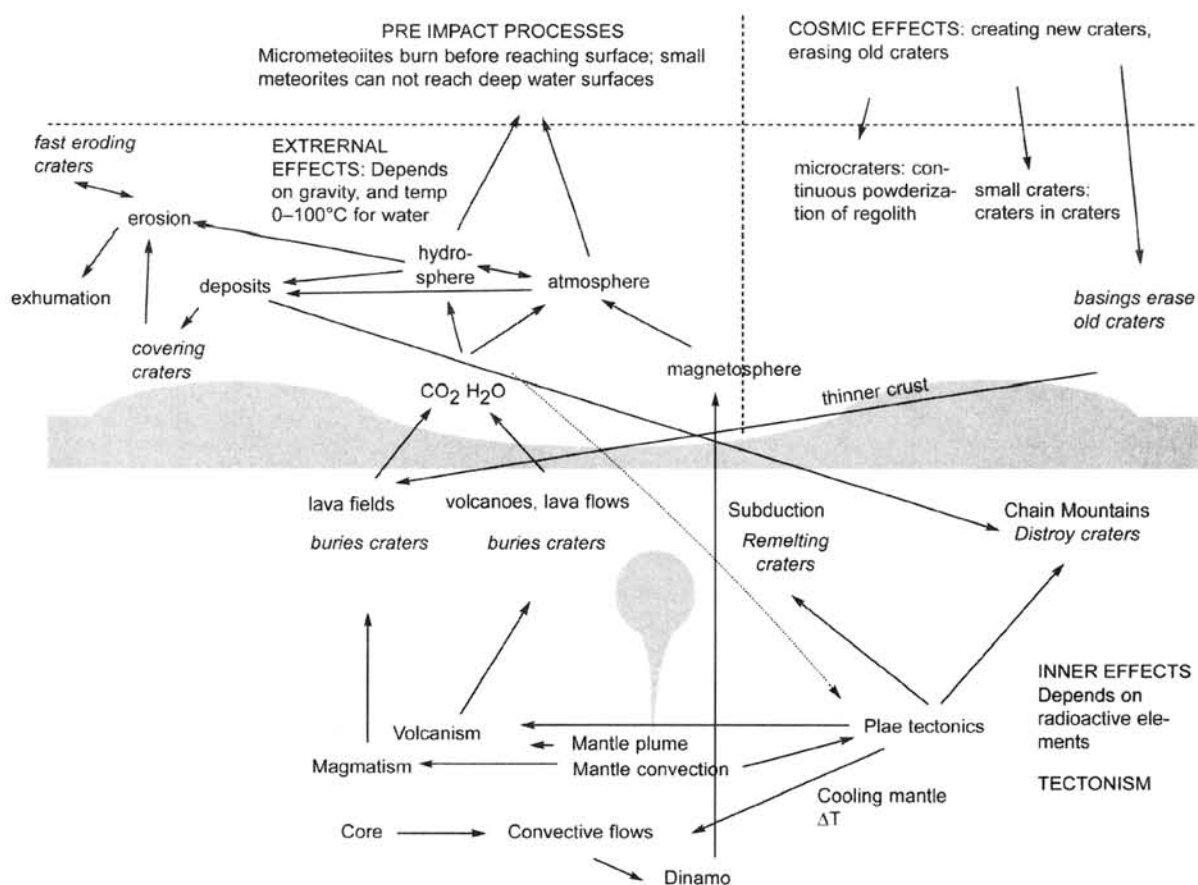 PRE IMPACT PROCESSES
Micrometeoiites burn before reaching surface; small
meteorites can not reach deep water surfaces
COSMIC EFFECTS: creating new craters,
erasing old craters
fast eroding
craters
EXTRERNAL
EFFECTS: Depends
on gravity, and temp
0–100°C for water
microcraters: con-
tinuous powderiza-
tion of regolith
small craters:
craters in craters
erosion
hydro-
sphere
atmosphere
exhumation
deposits
basings erase
old craters
covering
craters
magnetosphere
CO2 H2O
thinner crust
lava fields
buries craters
volcanoes, lava flows
buries craters
Subduction
Remelting
craters
Chain Mountains
Distroy craters
INNER EFFECTS
Depends on
radioactive ele-
ments
TECTONISM
Volcanism
Mantle plume
Plae tectonics
Magmatism
Mantle convection
Cooling mantle
ΔT
Core
Convective flows
Dinamo